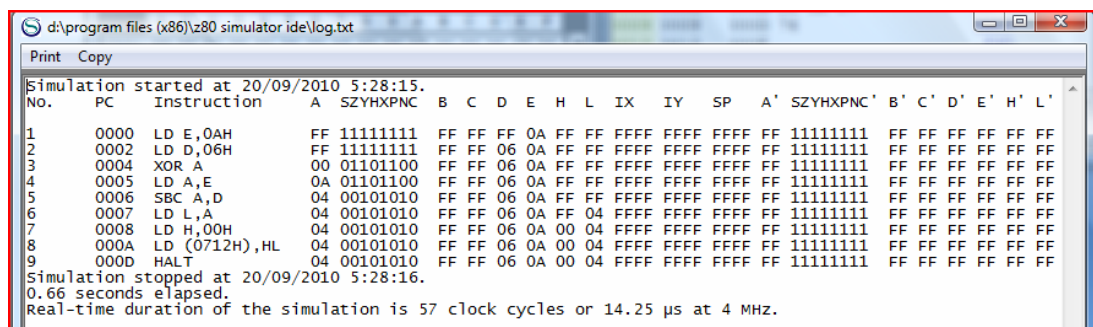 d:\program files (x86)\z80 simulator ide\log.txt
Print Copy
Simulation started at 20/09/2010 5:28:15.
No. PC Instruction A SZYHXPNC B C D E H L IX IY SP A' SZYHXPNC' B' C' D' E' H' L'
1 0000 LD E,0AH FF 11111111 FF FF FF 0A FF FF FFFF FFFF FFFF FF 11111111 FF FF FF FF FF FF
2 0002 LD D,06H FF 11111111 FF FF 06 0A FF FF FFFF FFFF FFFF FF 11111111 FF FF FF FF FF FF
3 0004 XOR A 00 01101100 FF FF 06 0A FF FF FFFF FFFF FFFF FF 11111111 FF FF FF FF FF FF
4 0005 LD A,E 0A 01101100 FF FF 06 0A FF FF FFFF FFFF FFFF FF 11111111 FF FF FF FF FF FF
5 0006 SBC A,D 04 00101010 FF FF 06 0A FF FF FFFF FFFF FFFF FF 11111111 FF FF FF FF FF FF
6 0007 LD L,A 04 00101010 FF FF 06 0A FF 04 FFFF FFFF FFFF FF 11111111 FF FF FF FF FF FF
7 0008 LD H,00H 04 00101010 FF FF 06 0A 00 04 FFFF FFFF FFFF FF 11111111 FF FF FF FF FF FF
8 000A LD (0712H),HL 04 00101010 FF FF 06 0A 00 04 FFFF FFFF FFFF FF 11111111 FF FF FF FF FF FF
9 000D HALT 04 00101010 FF FF 06 0A 00 04 FFFF FFFF FFFF FF 11111111 FF FF FF FF FF FF
Simulation stopped at 20/09/2010 5:28:16.
0.66 seconds elapsed.
Real-time duration of the simulation is 57 clock cycles or 14.25 µs at 4 MHz.